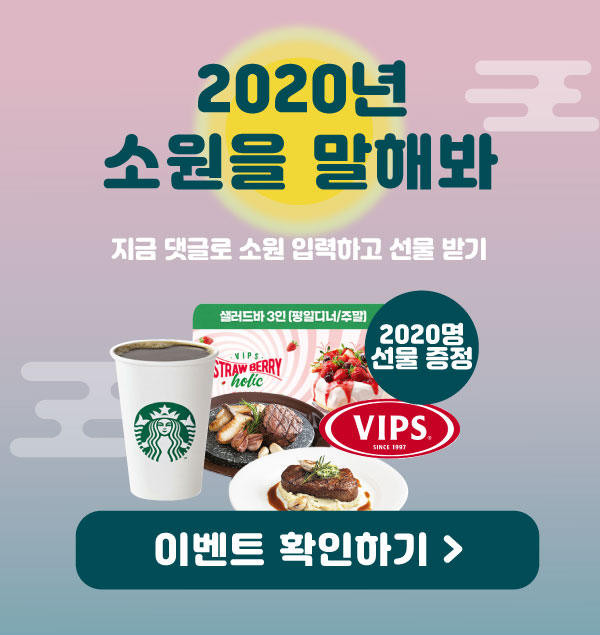 2020년
소원을 말해봐
지금 댓글로 소원 입력하고 선물 받기
샐러드바 3인 (평일디너/주말)
2020명
선물 증정
VIPS
STRAWBERRY
holic
VIPS
SINCE 1997
이벤트 확인하기 >